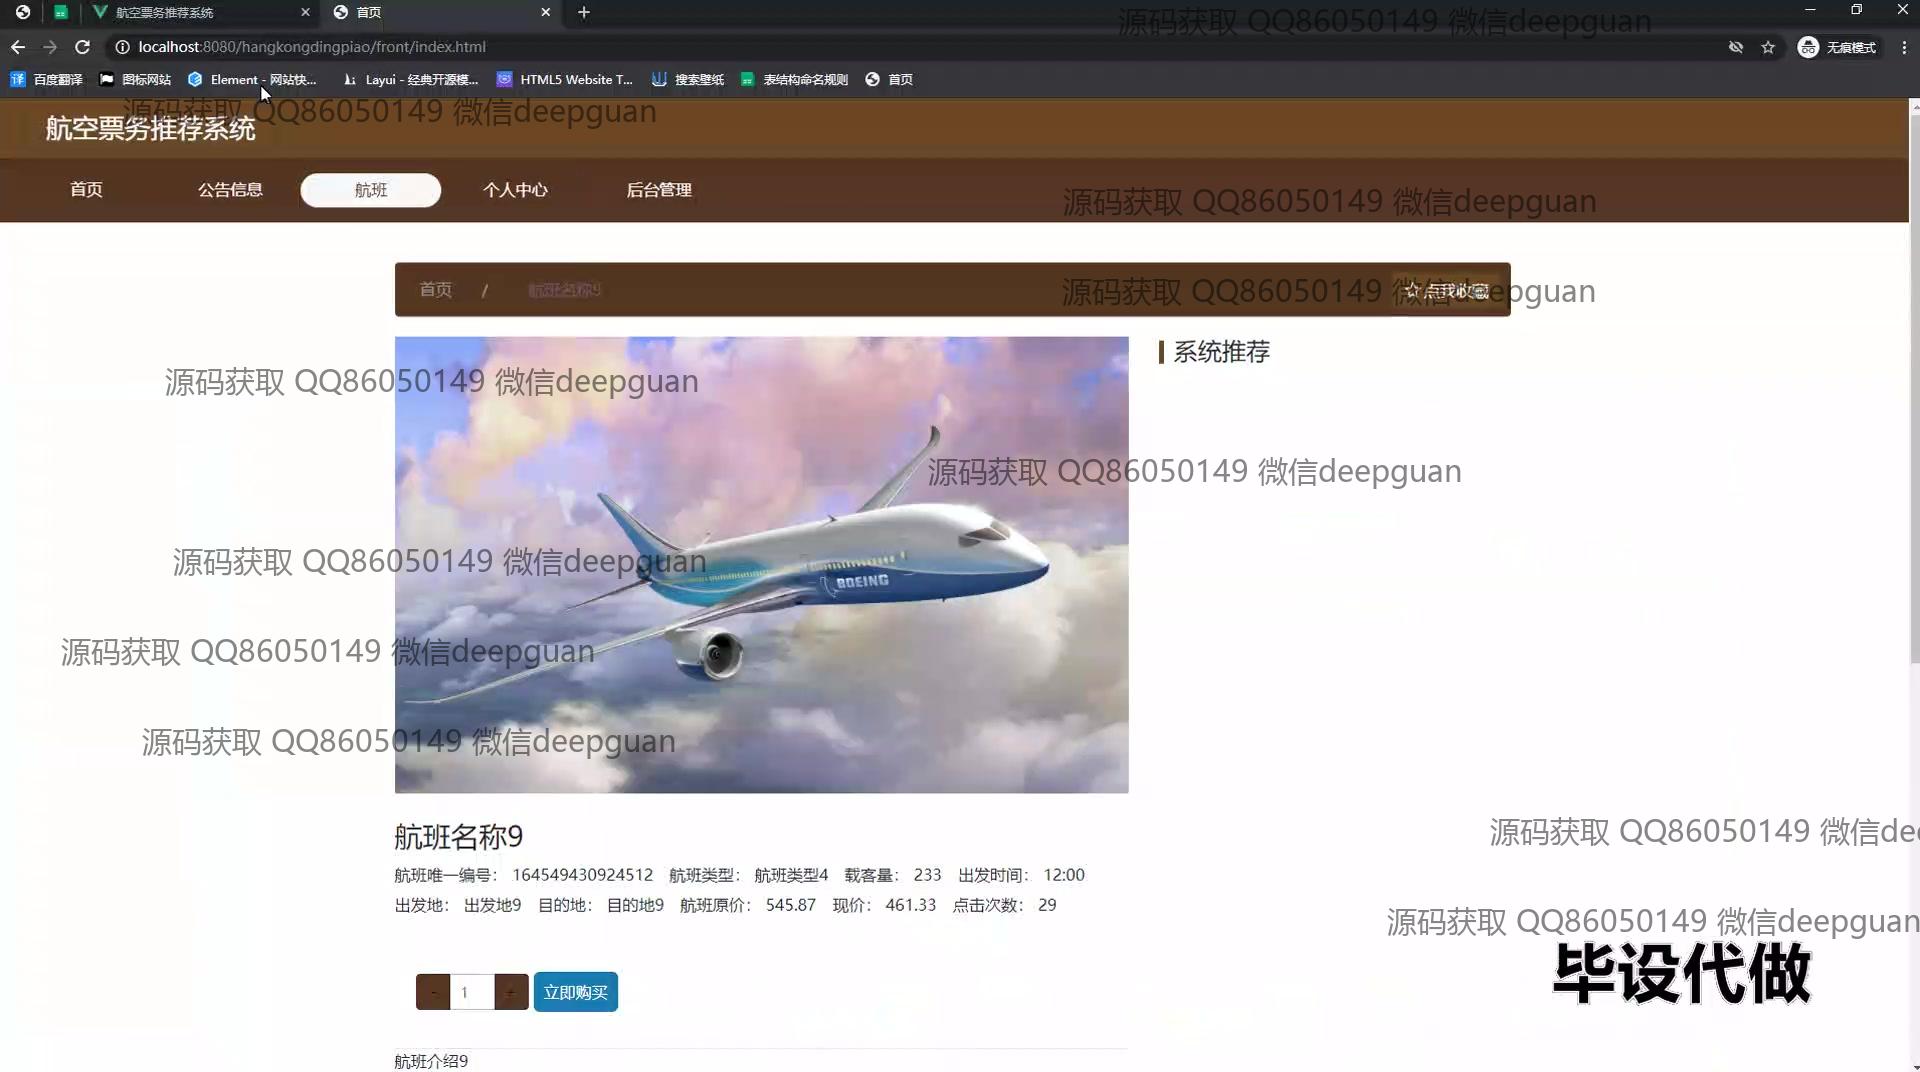 航空票务推荐系统
首页
源码获取 QQ86050149 微信deepguan
localhost:8080/hangkongdingpiao/front/index.html
无痕模式
百度翻译 图标网站 Element - 网站快... Layui - 经典开源模... HTML5 Website T... 搜索壁纸 表结构命名规则 首页
源码获取 QQ86050149 微信deepguan
航空票务推荐系统
首页 公告信息 航班 个人中心 后台管理
源码获取 QQ86050149 微信deepguan
首页 / 航班名称9
点我收藏
源码获取 QQ86050149 微信deepguan
系统推荐
源码获取 QQ86050149 微信deepguan
源码获取 QQ86050149 微信deepguan
源码获取 QQ86050149 微信deepguan
BOEING
源码获取 QQ86050149 微信deepguan
源码获取 QQ86050149 微信deepguan
航班名称9
源码获取 QQ86050149 微信dee
航班唯一编号： 164549430924512 航班类型： 航班类型4 载客量： 233 出发时间： 12:00
出发地： 出发地9 目的地： 目的地9 航班原价： 545.87 现价： 461.33 点击次数： 29
源码获取 QQ86050149 微信deepguan
毕设代做
- 1 + 立即购买
航班介绍9